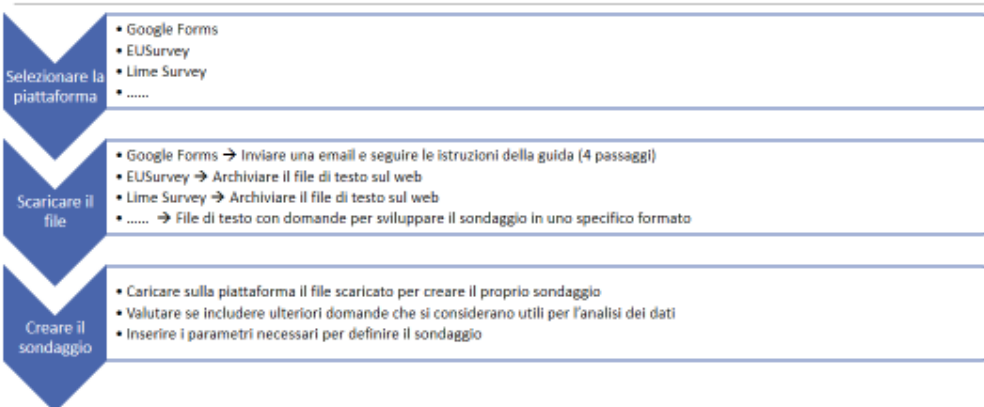 • Google Forms
• EUSurvey
• Lime Survey
• ......
Selezionare la
piattaforma
• Google Forms → Inviare una email e seguire le istruzioni della guida (4 passaggi)
• EUSurvey → Archiviare il file di testo sul web
• Lime Survey → Archiviare il file di testo sul web
• ...... → File di testo con domande per sviluppare il sondaggio in uno specifico formato
Scaricare il
file
• Caricare sulla piattaforma il file scaricato per creare il proprio sondaggio
• Valutare se includere ulteriori domande che si considerano utili per l'analisi dei dati
• Inserire i parametri necessari per definire il sondaggio
Creare il
sondaggio